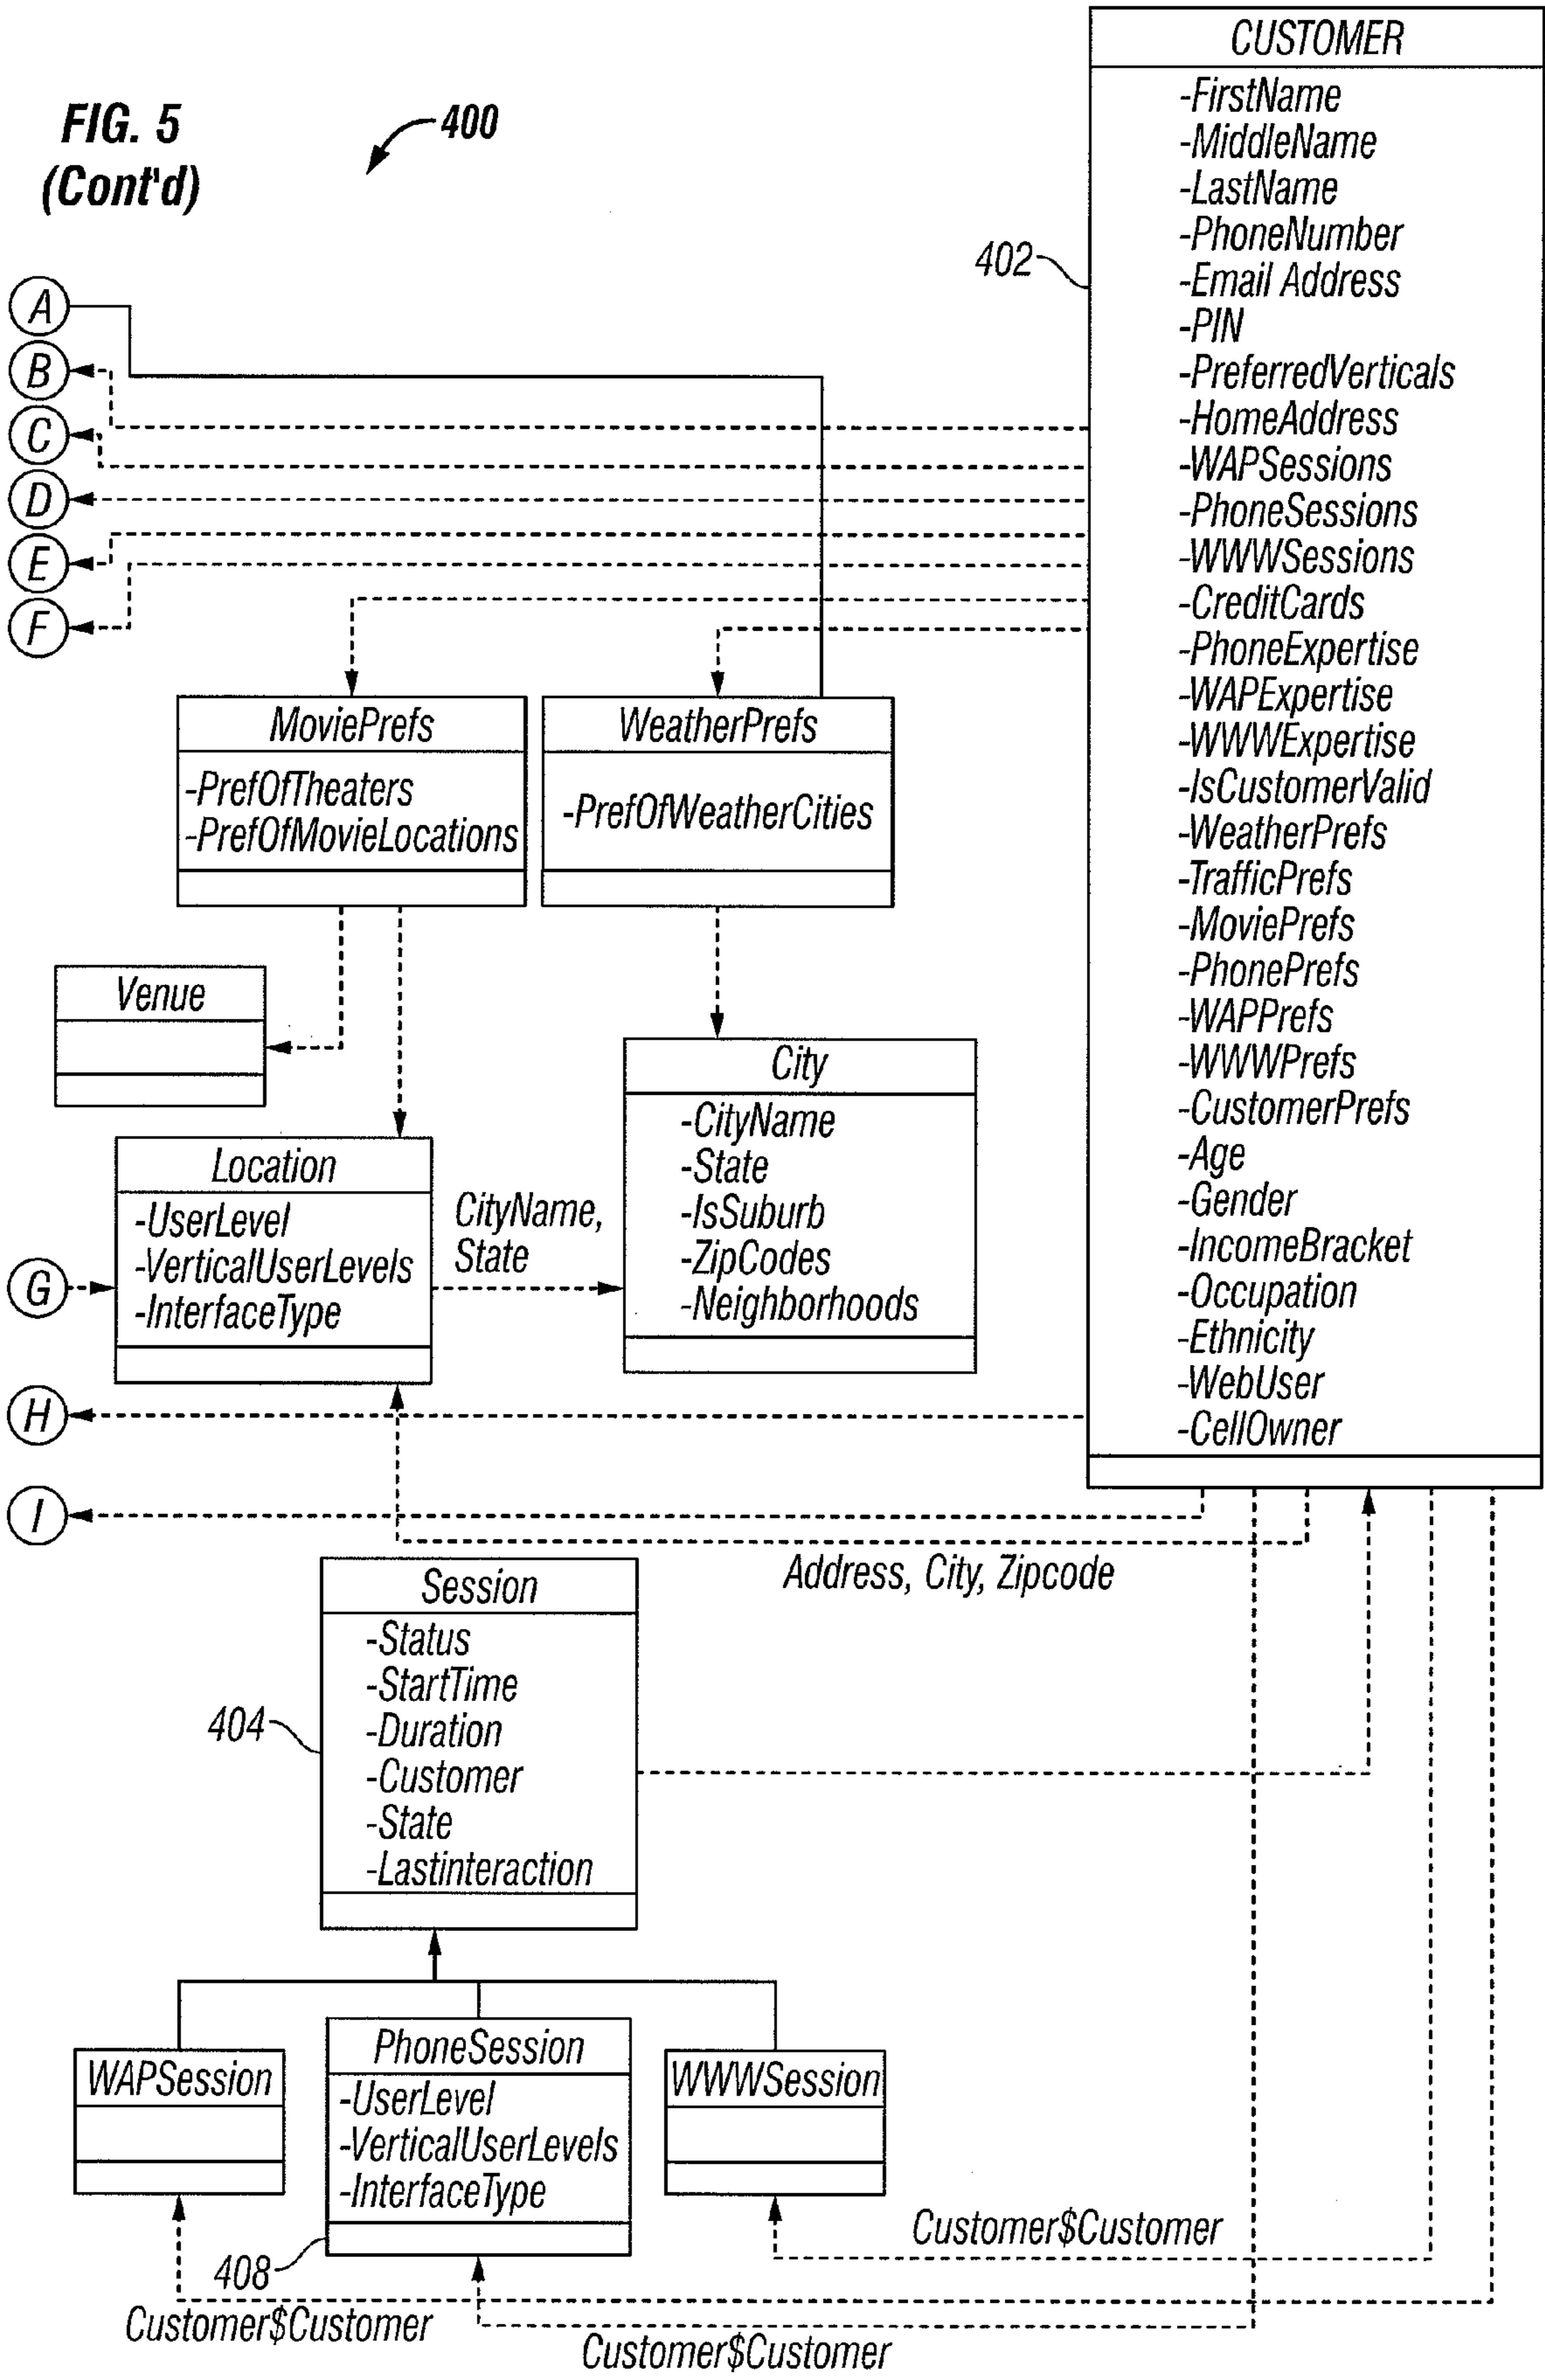 FIG. 5
(Cont'd)
400
CUSTOMER
-FirstName
-MiddleName
-LastName
-PhoneNumber
-Email Address
-PIN
-PreferredVerticals
-HomeAddress
-WAPSessions
-PhoneSessions
-WWWSessions
-CreditCards
-PhoneExpertise
-WAPExpertise
-WWWExpertise
-IsCustomerValid
-WeatherPrefs
-TrafficPrefs
-MoviePrefs
-PhonePrefs
-WAPPrefs
-WWWPrefs
-CustomerPrefs
-Age
-Gender
-IncomeBracket
-Occupation
-Ethnicity
-WebUser
-CellOwner
402
A
B
C
D
E
F
MoviePrefs
-PrefOfTheaters
-PrefOfMovieLocations
WeatherPrefs
-PrefOfWeatherCities
Venue
City
-CityName
-State
-IsSuburb
-ZipCodes
-Neighborhoods
Location
-UserLevel
-VerticalUserLevels
-InterfaceType
CityName,
State
G
H
I
Address, City, Zipcode
Session
-Status
-StartTime
-Duration
-Customer
-State
-Lastinteraction
404
WAPSession
PhoneSession
-UserLevel
-VerticalUserLevels
-InterfaceType
WWWSession
408
Customer$Customer
Customer$Customer
Customer$Customer